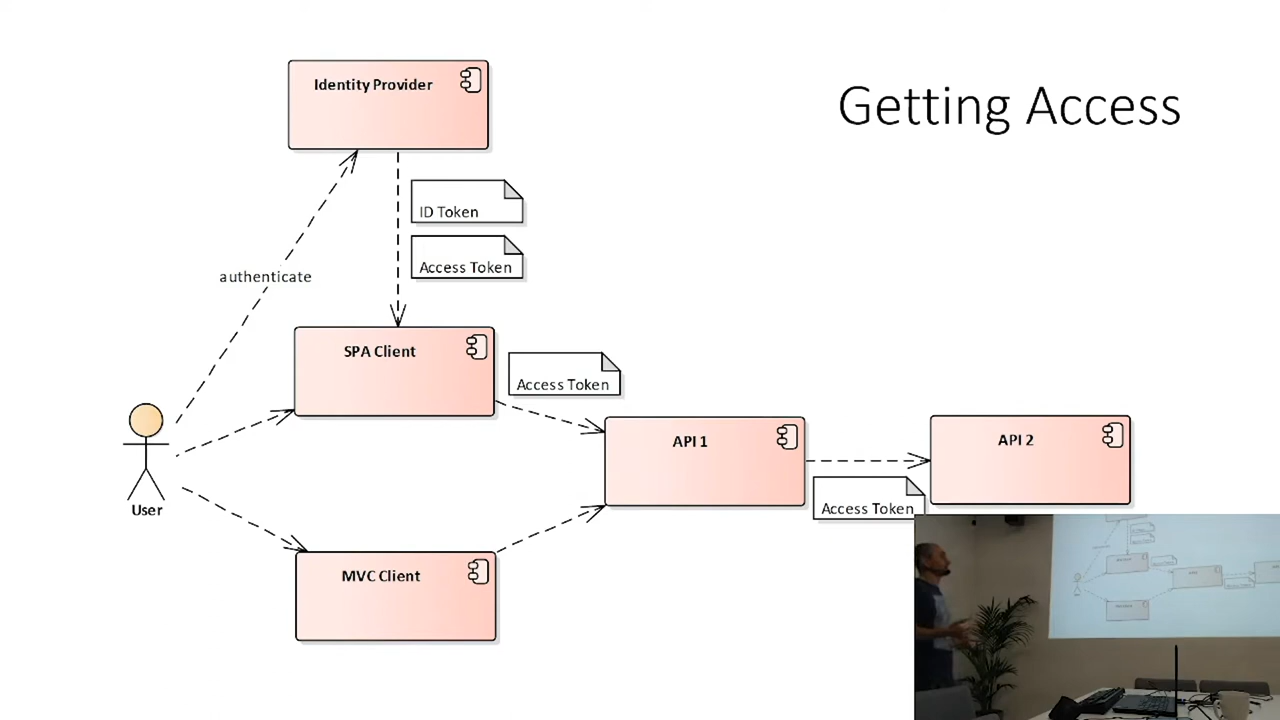 Getting Access
Identity Provider
ID Token
Access Token
authenticate
SPA Client
Access Token
API 1
API 2
Access Token
User
MVC Client